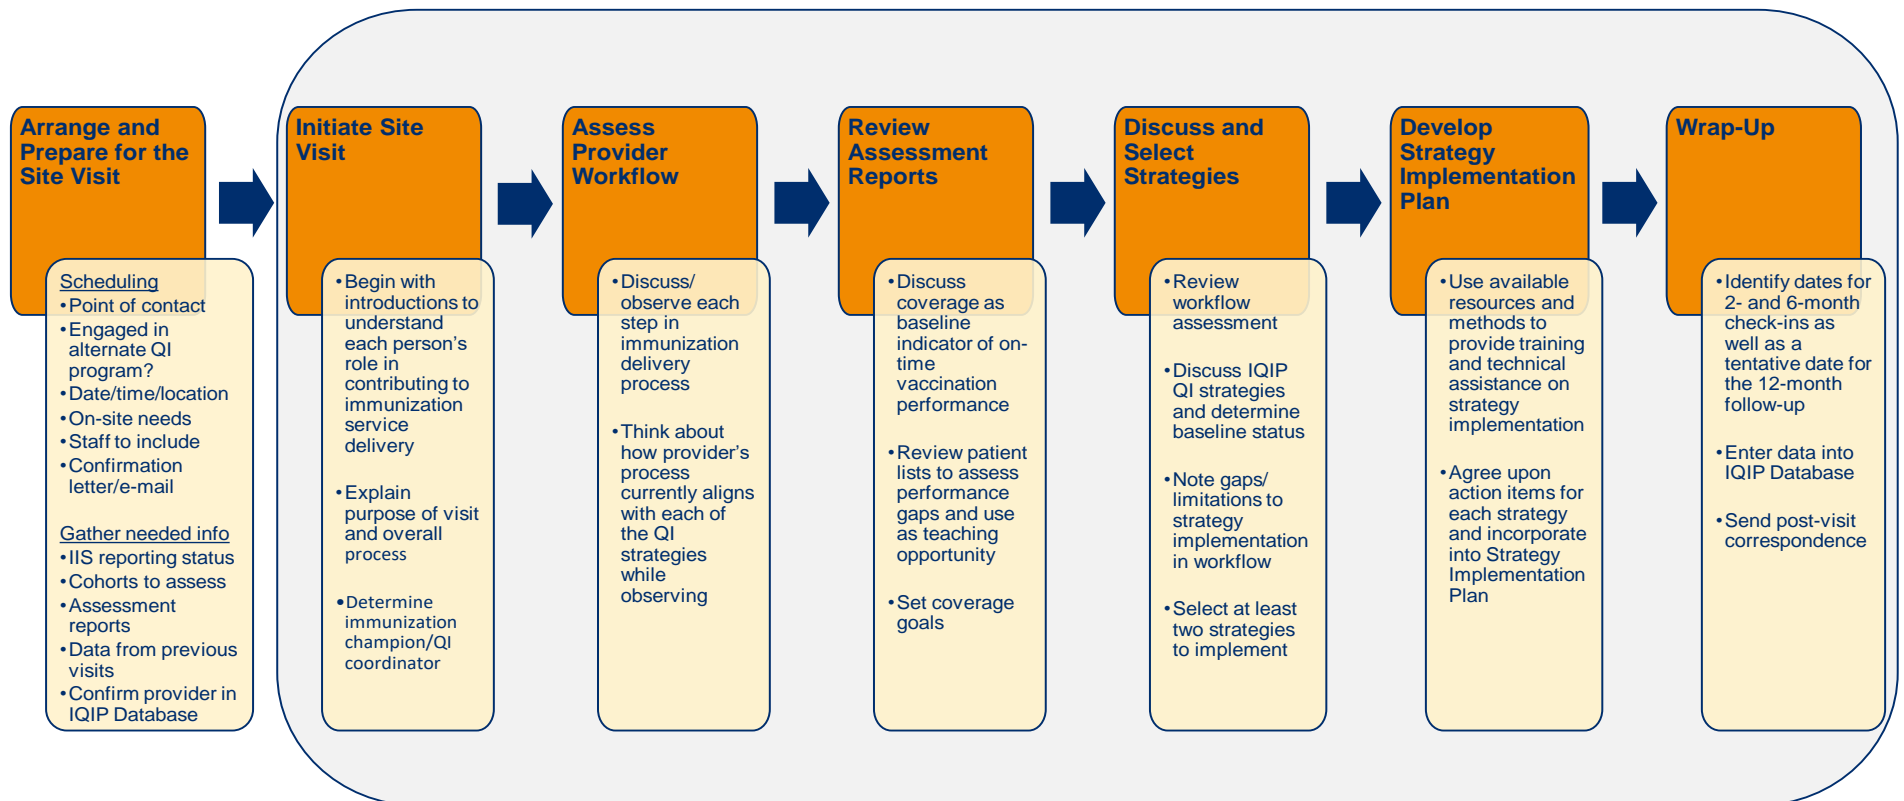 Arrange and
Prepare for the
Site Visit
Scheduling
•Point of contact
•Engaged in
alternate QI
program?
•Date/time/location
•On-site needs
•Staff to include
•Confirmation
letter/e-mail
Gather needed info
•IIS reporting status
•Cohorts to assess
•Assessment
reports
•Data from previous
visits
•Confirm provider in
IQIP Database
Initiate Site
Visit
•Begin with
introductions to
understand
each person’s
role in
contributing to
immunization
service
delivery
•Explain
purpose of visit
and overall
process
•Determine
immunization
champion/QI
coordinator
Assess
Provider
Workflow
•Discuss/
observe each
step in
immunization
delivery
process
•Think about
how provider’s
process
currently aligns
with each of
the QI
strategies
while
observing
Review
Assessment
Reports
•Discuss
coverage as
baseline
indicator of on-
time
vaccination
performance
•Review patient
lists to assess
performance
gaps and use
as teaching
opportunity
•Set coverage
goals
Discuss and
Select
Strategies
•Review
workflow
assessment
•Discuss IQIP
QI strategies
and determine
baseline status
•Note gaps/
limitations to
strategy
implementation
in workflow
•Select at least
two strategies
to implement
Develop
Strategy
Implementation
Plan
•Use available
resources and
methods to
provide training
and technical
assistance on
strategy
implementation
•Agree upon
action items for
each strategy
and incorporate
into Strategy
Implementation
Plan
Wrap-Up
•Identify dates for
2- and 6-month
check-ins as
well as a
tentative date for
the 12-month
follow-up
•Enter data into
IQIP Database
•Send post-visit
correspondence